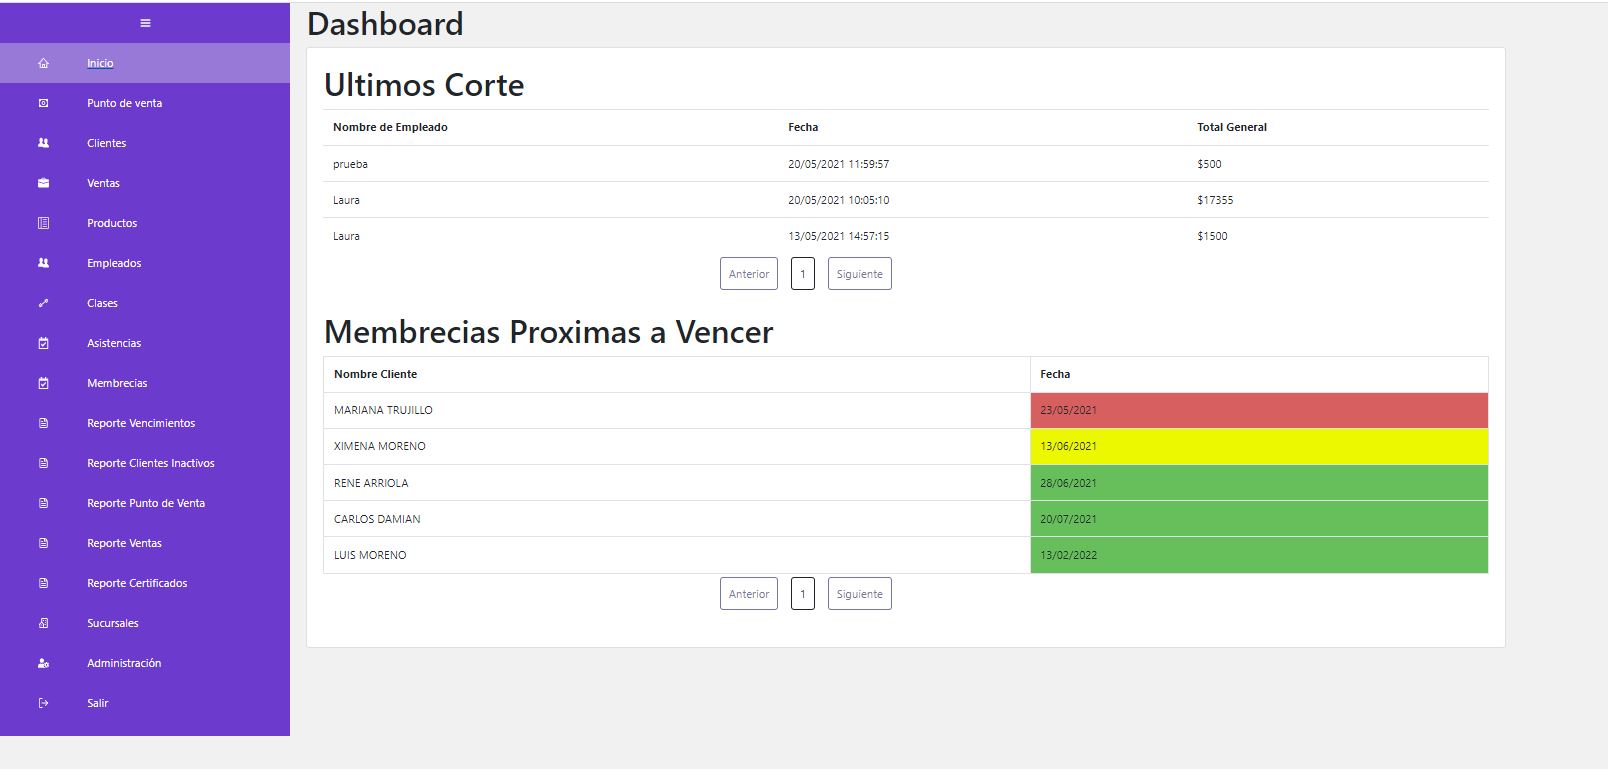 Inicio
Punto de venta
Clientes
Ventas
Productos
Empleados
Clases
Asistencias
Membrecias
Reporte Vencimientos
Reporte Clientes Inactivos
Reporte Punto de Venta
Reporte Ventas
Reporte Certificados
Sucursales
Administración
Salir
Dashboard
Ultimos Corte
Nombre de Empleado Fecha Total General
prueba 20/05/2021 11:59:57 $500
Laura 20/05/2021 10:05:10 $17355
Laura 13/05/2021 14:57:15 $1500
Anterior 1 Siguiente
Membrecias Proximas a Vencer
Nombre Cliente Fecha
MARIANA TRUJILLO 23/05/2021
XIMENA MORENO 13/06/2021
RENE ARRIOLA 28/06/2021
CARLOS DAMIAN 20/07/2021
LUIS MORENO 13/02/2022
Anterior 1 Siguiente